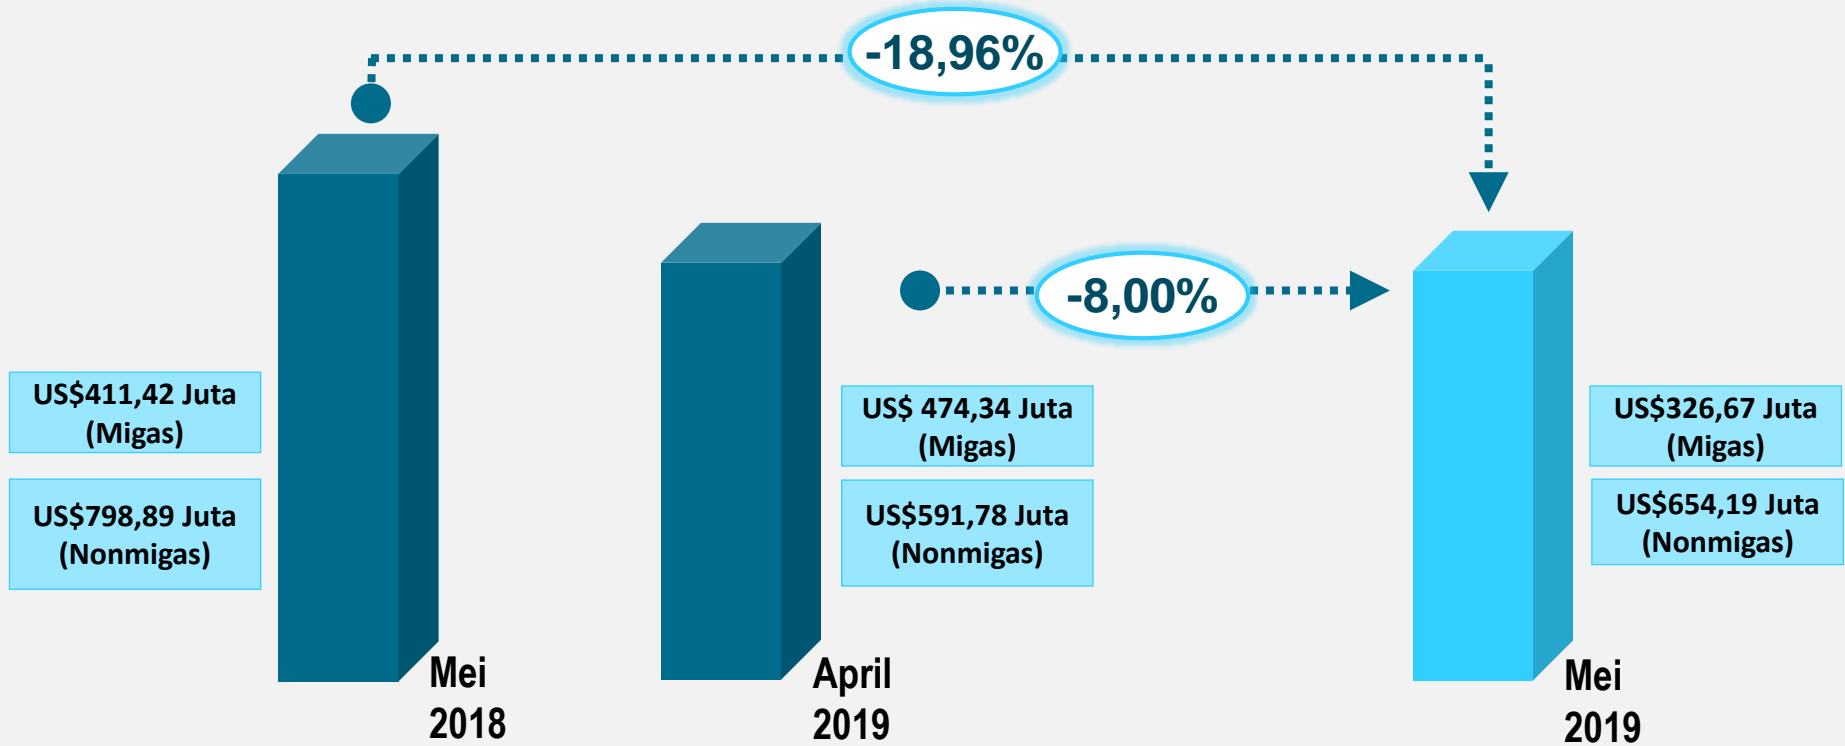 -18,96%
-8,00%
US$411,42 Juta
(Migas)
US$798,89 Juta
(Nonmigas)
Mei
2018
US$ 474,34 Juta
(Migas)
US$591,78 Juta
(Nonmigas)
April
2019
US$326,67 Juta
(Migas)
US$654,19 Juta
(Nonmigas)
Mei
2019